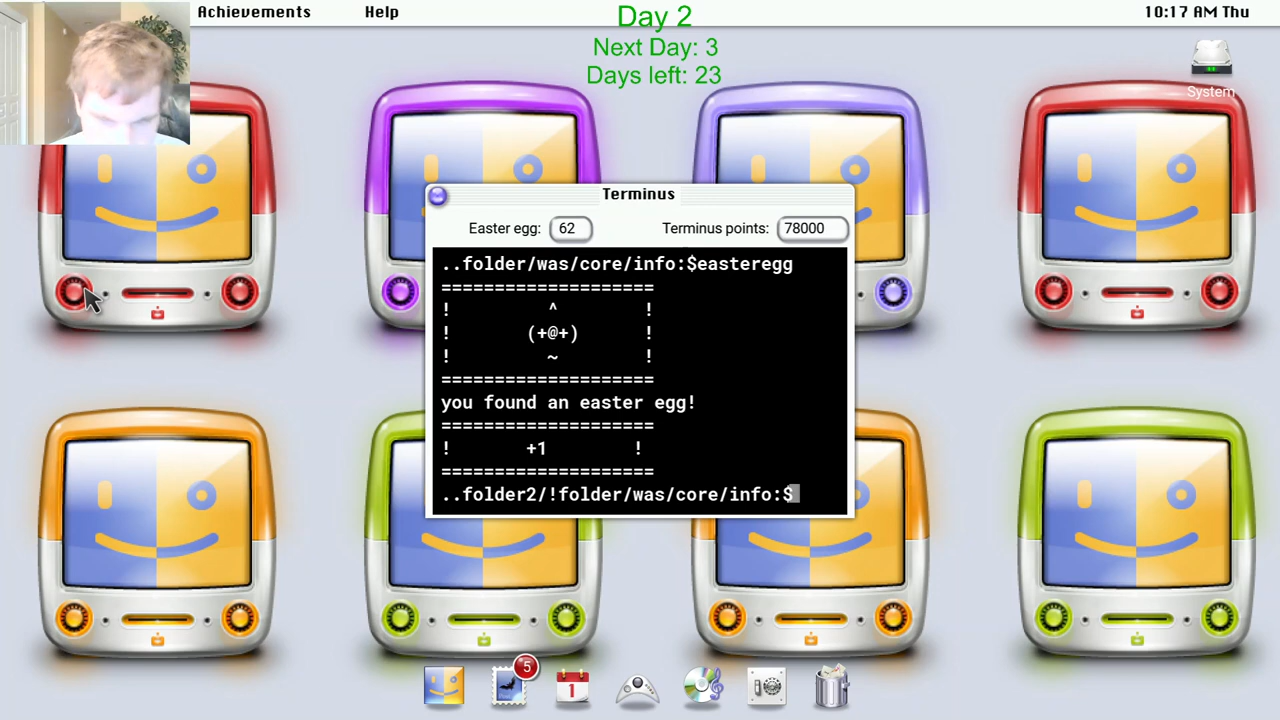 Achievements Help 10:17 AM Thu
Day 2
Next Day: 3
Days left: 23
System
Terminus
Easter egg: 62 Terminus points: 78000
..folder/was/core/info:$easteregg
====================
! ^ !
! (+@+) !
! ~ !
====================
you found an easter egg!
====================
! +1 !
====================
..folder2/!folder/was/core/info:$
5
1